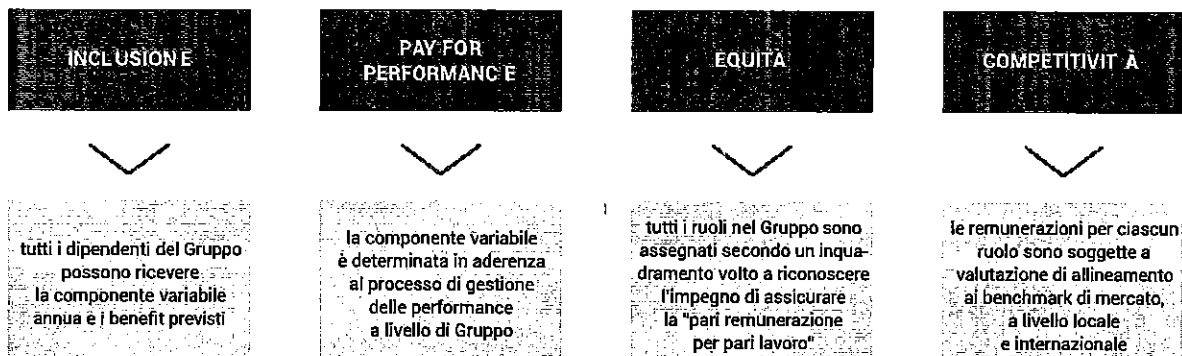 INCLUSIONE
PAY FOR
PERFORMANCE
EQUITÀ
COMPETITIVITÀ
tutti i dipendenti del Gruppo
possono ricevere
la componente variabile
annua e i benefit previsti
la componente variabile
è determinata in aderenza
al processo di gestione
delle performance
a livello di Gruppo
tutti i ruoli nel Gruppo sono
assegnati secondo un inqua-
dramento volto a riconoscere
l'impegno di assicurare
la "pari remunerazione
per pari lavoro"
le remunerazioni per ciascun
ruolo sono soggette a
valutazione di allineamento
ai benchmark di mercato,
a livello locale
e internazionale